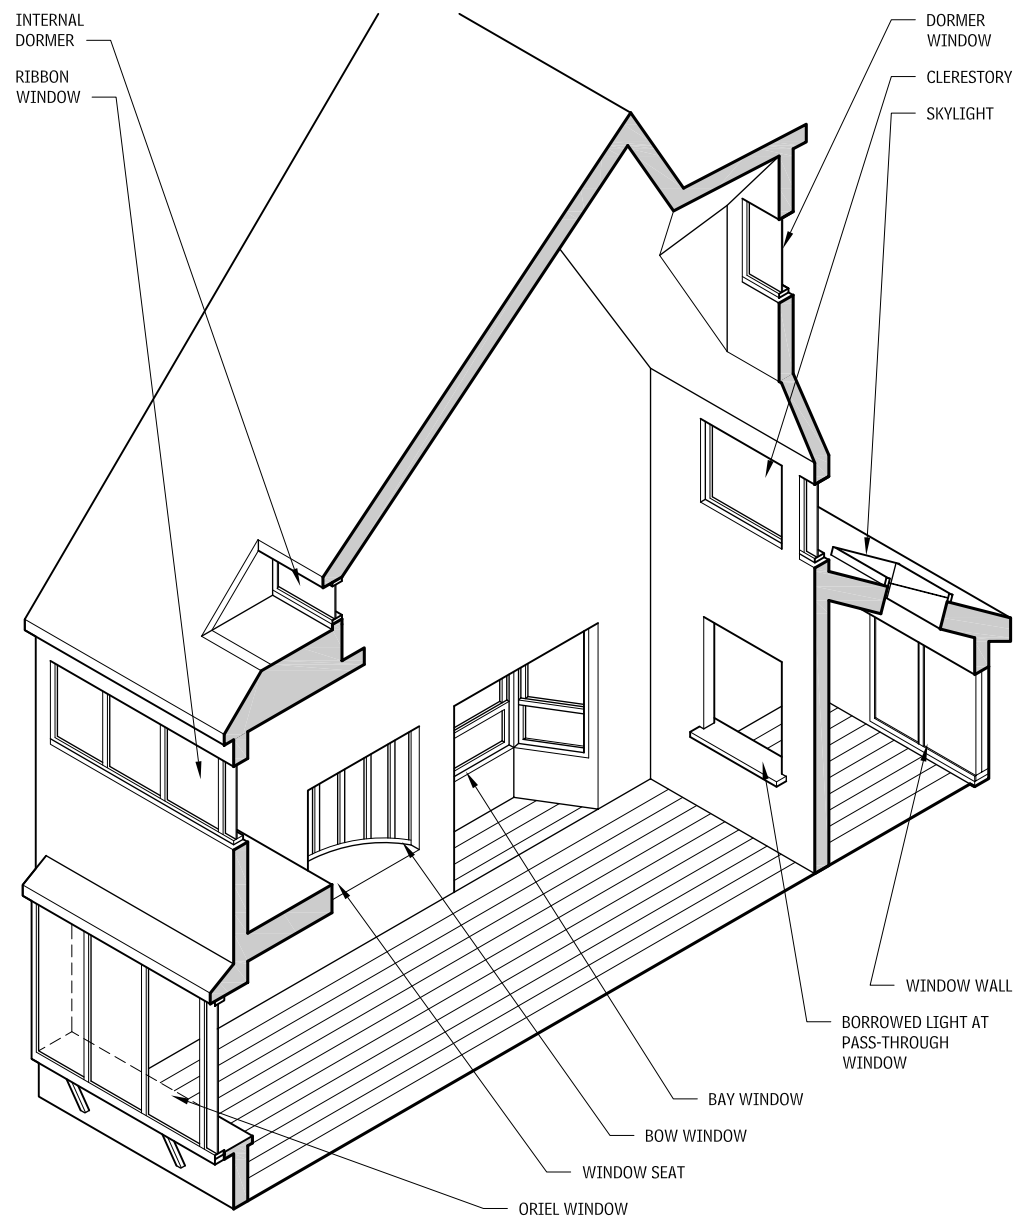 INTERNAL
DORMER
RIBBON
WINDOW
DORMER
WINDOW
CLERESTORY
SKYLIGHT
WINDOW WALL
BORROWED LIGHT AT
PASS-THROUGH
WINDOW
BAY WINDOW
BOW WINDOW
WINDOW SEAT
ORIEL WINDOW